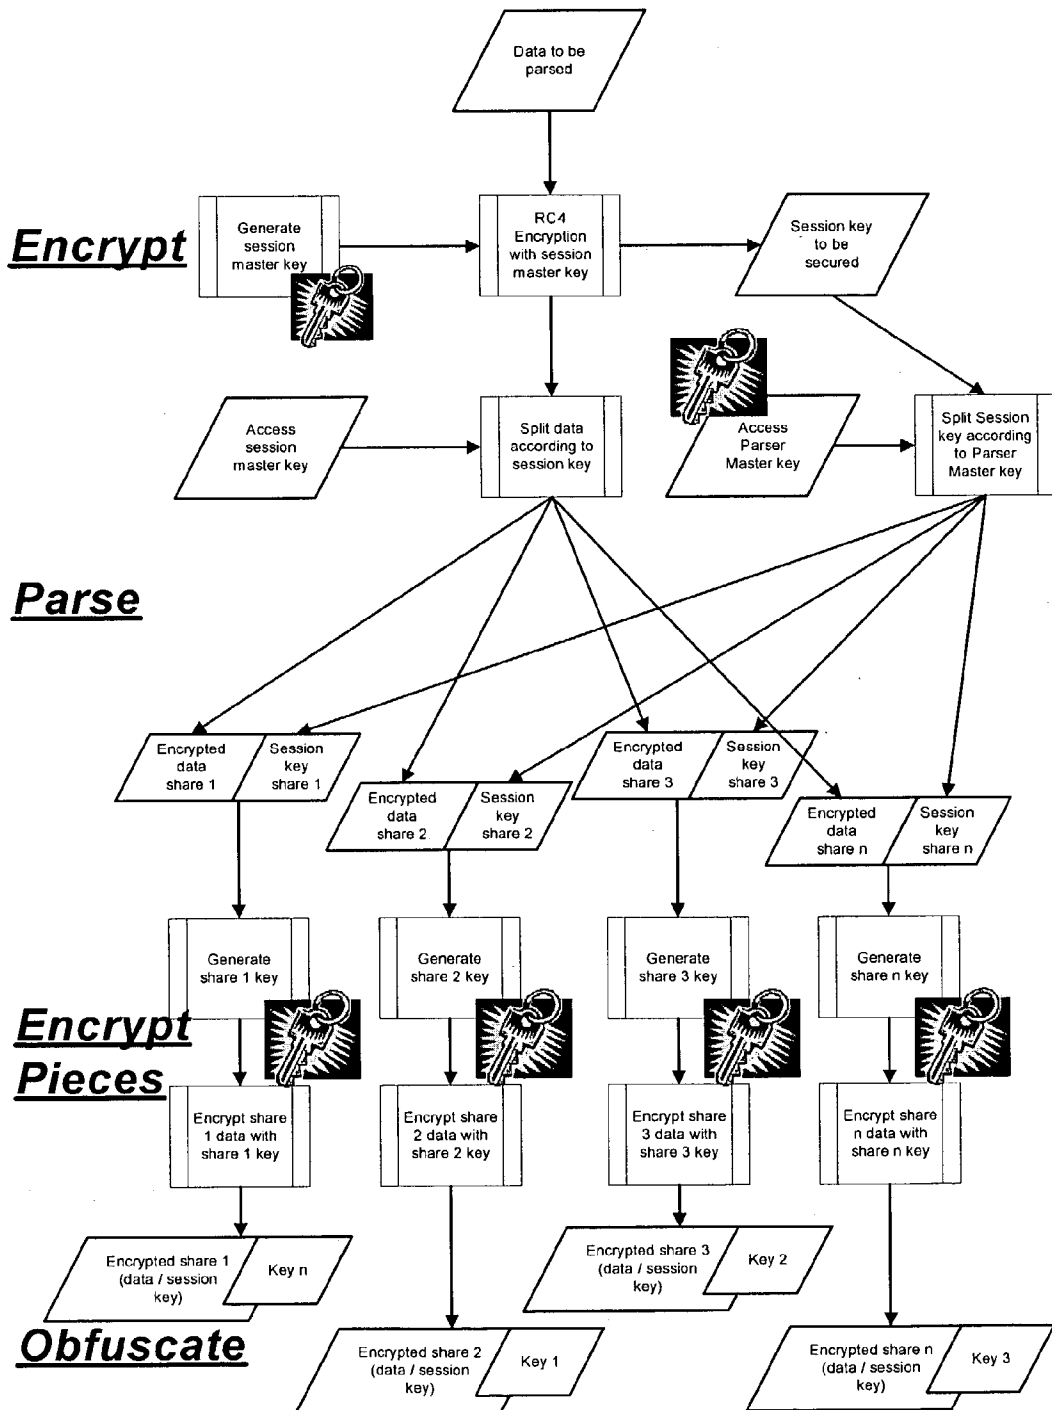 Data to be
parsed
Encrypt
Generate
session
master key
RC4
Encryption
with session
master key
Session key
to be
secured
Access
session
master key
Split data
according to
session key
Access
Parser
Master key
Split Session
key according
to Parser
Master key
Parse
Encrypted
data
share 1
Session
key
share 1
Encrypted
data
share 2
Session
key
share 2
Encrypted
data
share 3
Session
key
share 3
Encrypted
data
share n
Session
key
share n
Generate
share 1 key
Generate
share 2 key
Generate
share 3 key
Generate
share n key
Encrypt
Pieces
Encrypt share
1 data with
share 1 key
Encrypt share
2 data with
share 2 key
Encrypt share
3 data with
share 3 key
Encrypt share
n data with
share n key
Encrypted share 1
(data / session
key)
Key n
Encrypted share 3
(data / session
key)
Key 2
Obfuscate
Encrypted share 2
(data / session
key)
Key 1
Encrypted share n
(data / session
key)
Key 3